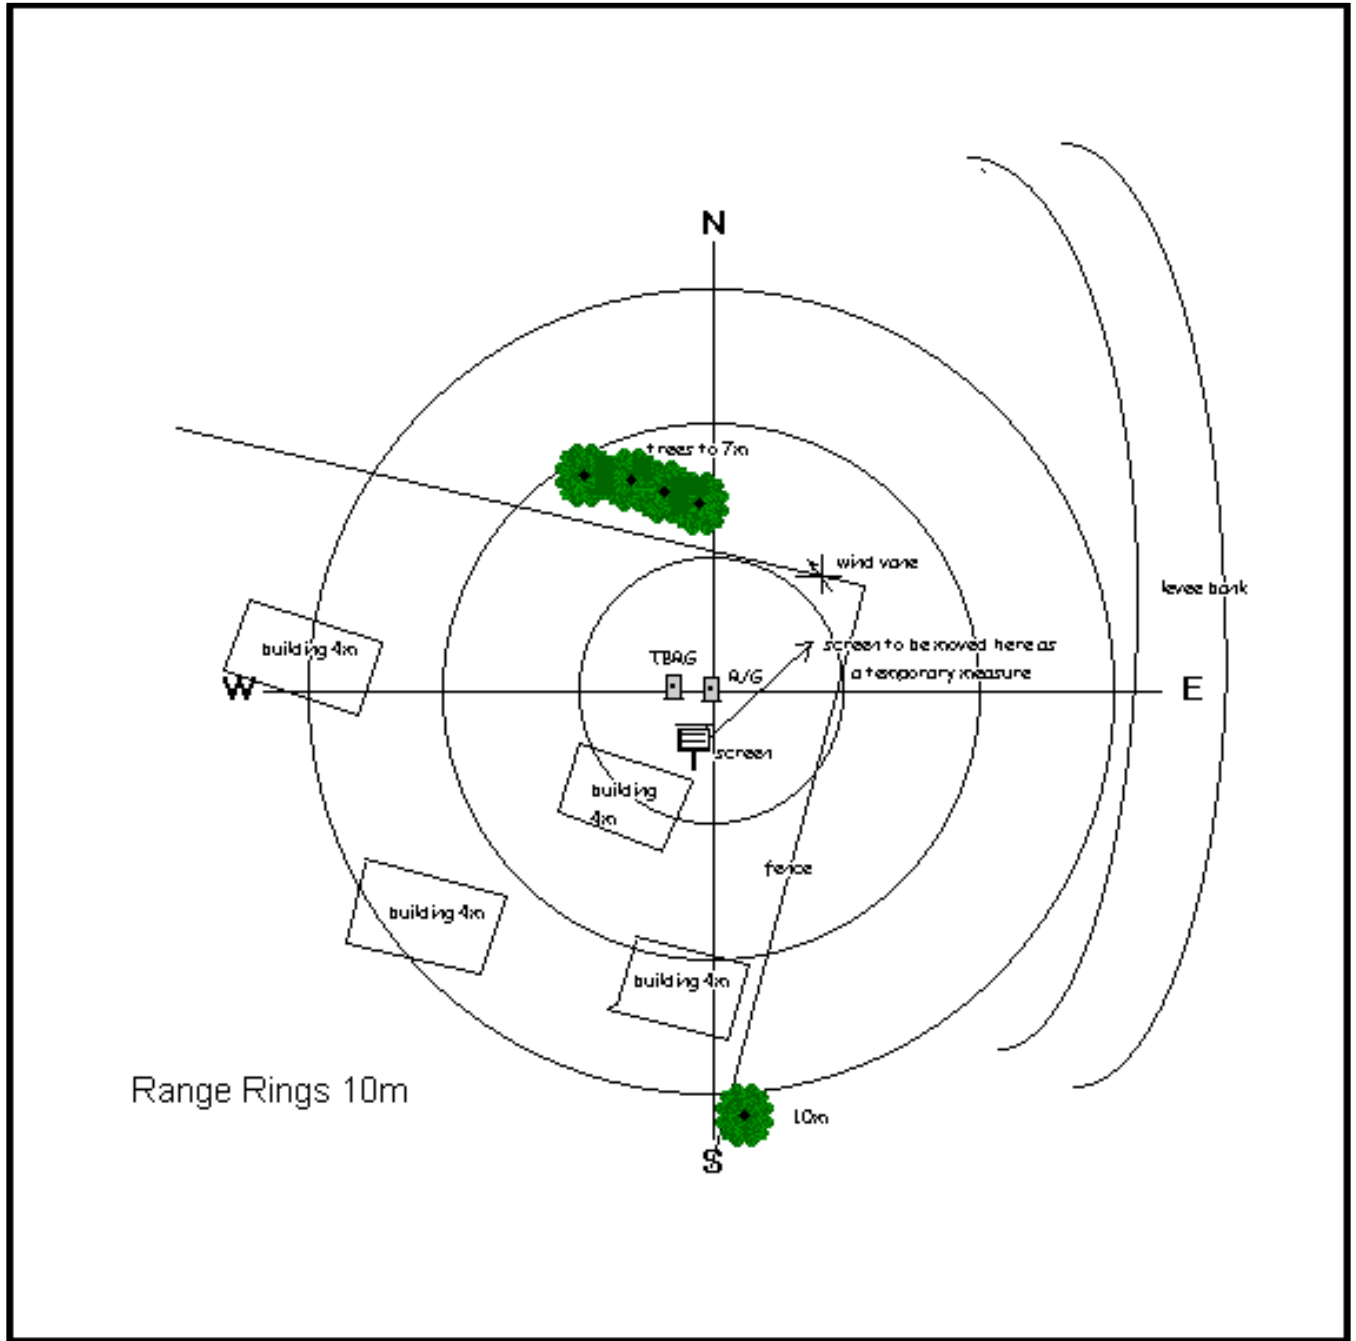 N
trees to 7m
wind vane
levee bank
building 4m
TBRG
A/G
screen to be moved here as
a temporary measure
W
E
screen
building
4m
fence
building 4m
building 4m
Range Rings 10m
10m
S